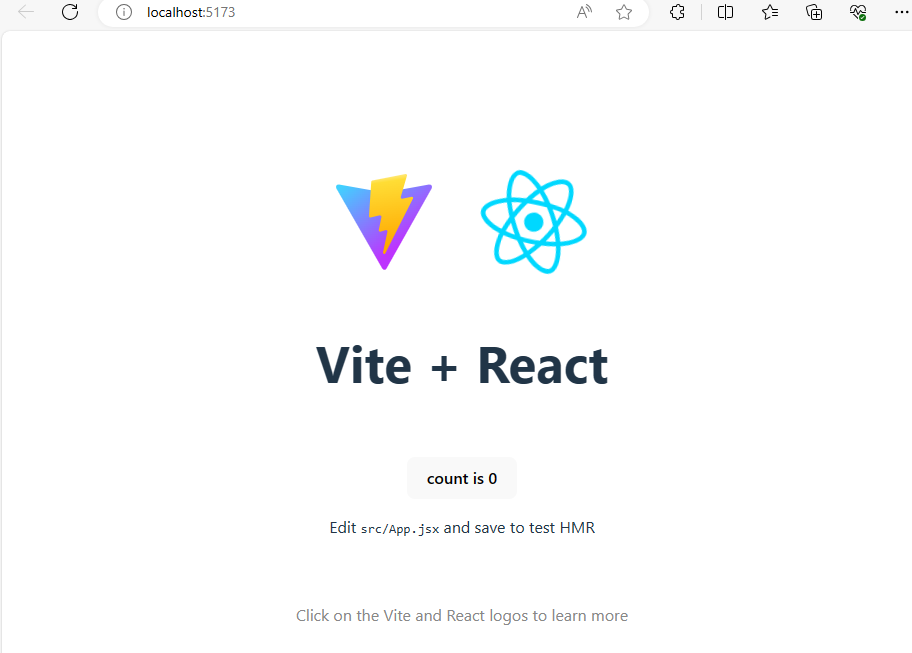 localhost:5173
Vite + React
count is 0
Edit src/App.jsx and save to test HMR
Click on the Vite and React logos to learn more